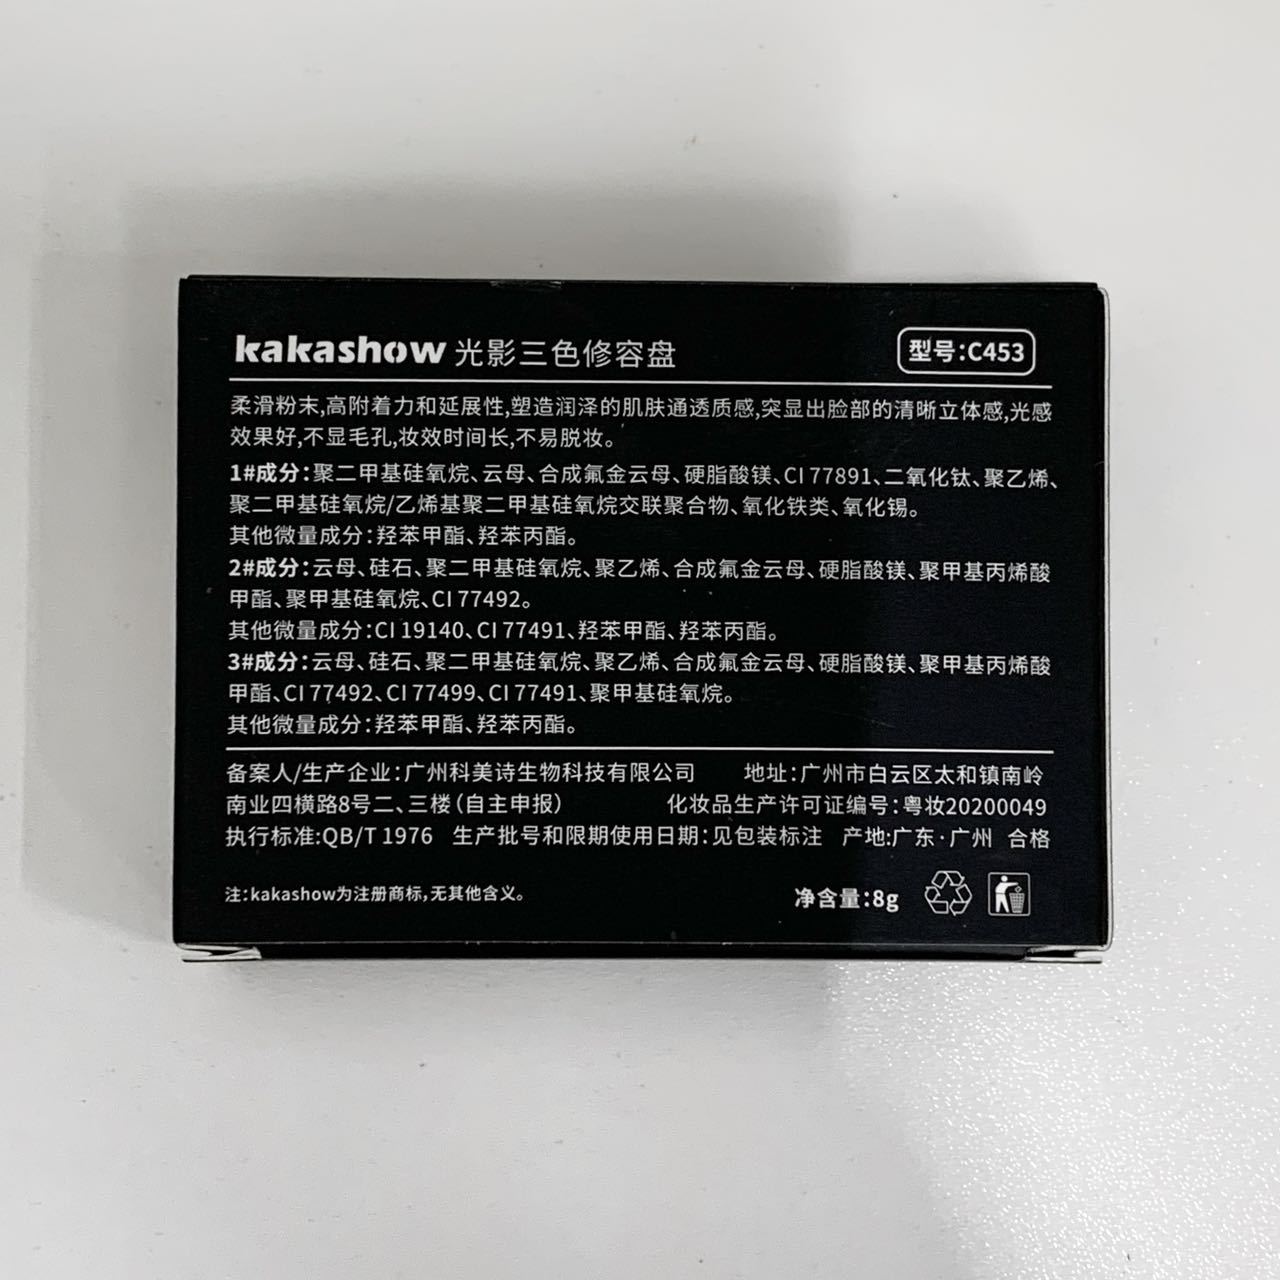 kakashow 光影三色修容盘 型号:C453
柔滑粉末,高附着力和延展性,塑造润泽的肌肤通透质感,突显出脸部的清晰立体感,光感
效果好,不显毛孔,妆效时间长,不易脱妆。
1#成分:聚二甲基硅氧烷、云母、合成氟金云母、硬脂酸镁、CI 77891、二氧化钛、聚乙烯、
聚二甲基硅氧烷/乙烯基聚二甲基硅氧烷交联聚合物、氧化铁类、氧化锡。
其他微量成分:羟苯甲酯、羟苯丙酯。
2#成分:云母、硅石、聚二甲基硅氧烷、聚乙烯、合成氟金云母、硬脂酸镁、聚甲基丙烯酸
甲酯、聚甲基硅氧烷、CI 77492。
其他微量成分:CI 19140、CI 77491、羟苯甲酯、羟苯丙酯。
3#成分:云母、硅石、聚二甲基硅氧烷、聚乙烯、合成氟金云母、硬脂酸镁、聚甲基丙烯酸
甲酯、CI 77492、CI 77499、CI 77491、聚甲基硅氧烷。
其他微量成分:羟苯甲酯、羟苯丙酯。
备案人/生产企业:广州科美诗生物科技有限公司 地址:广州市白云区太和镇南岭
南业四横路8号二、三楼(自主申报) 化妆品生产许可证编号:粤妆20200049
执行标准:QB/T 1976 生产批号和限期使用日期:见包装标注 产地:广东·广州 合格
注:kakashow为注册商标,无其他含义。 净含量:8g